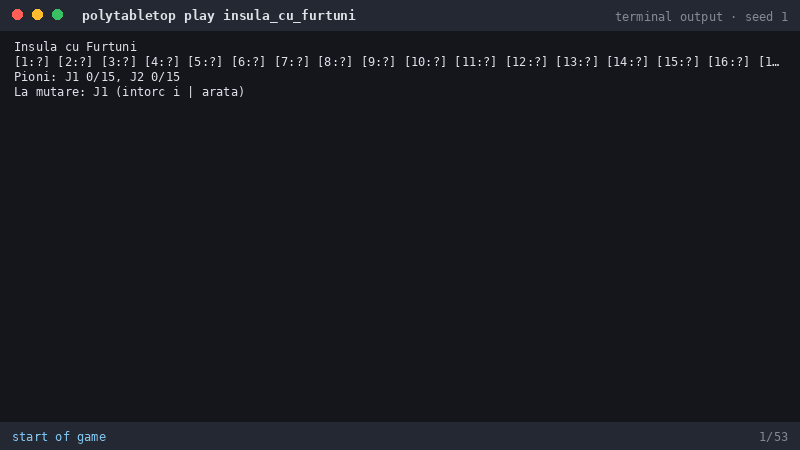 polytabletop play insula_cu_furtuni
terminal output · seed 1
Insula cu Furtuni
[1:?] [2:?] [3:?] [4:?] [5:?] [6:?] [7:?] [8:?] [9:?] [10:?] [11:?] [12:?] [13:?] [14:?] [15:?] [16:?] [1…
Pioni: J1 0/15, J2 0/15
La mutare: J1 (intorc i | arata)
start of game
1/53